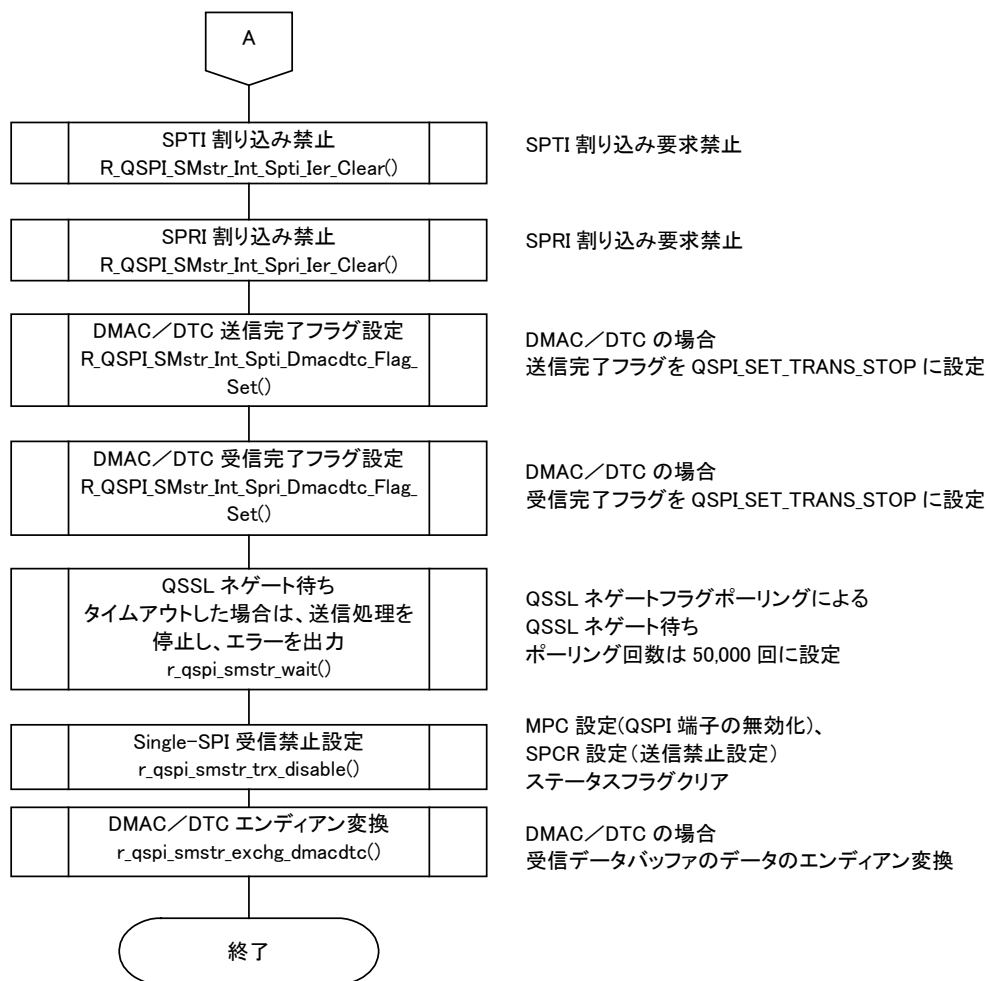 A
SPTI 割り込み禁止
R_QSPI_SMstr_Int_Spti_Ier_Clear()
SPTI 割り込み要求禁止
SPRI 割り込み禁止
R_QSPI_SMstr_Int_Spri_Ier_Clear()
SPRI 割り込み要求禁止
DMAC／DTC 送信完了フラグ設定
R_QSPI_SMstr_Int_Spti_Dmacdtc_Flag_
Set()
DMAC／DTC の場合
送信完了フラグを QSPI_SET_TRANS_STOP に設定
DMAC／DTC 受信完了フラグ設定
R_QSPI_SMstr_Int_Spri_Dmacdtc_Flag_
Set()
DMAC／DTC の場合
受信完了フラグを QSPI_SET_TRANS_STOP に設定
QSSL ネゲート待ち
タイムアウトした場合は、送信処理を
停止し、エラーを出力
r_qspi_smstr_wait()
QSSL ネゲートフラグポーリングによる
QSSL ネゲート待ち
ポーリング回数は 50,000 回に設定
Single-SPI 受信禁止設定
r_qspi_smstr_trx_disable()
MPC 設定(QSPI 端子の無効化)、
SPCR 設定（送信禁止設定）
ステータスフラグクリア
DMAC／DTC エンディアン変換
r_qspi_smstr_exchg_dmacdtc()
DMAC／DTC の場合
受信データバッファのデータのエンディアン変換
終了